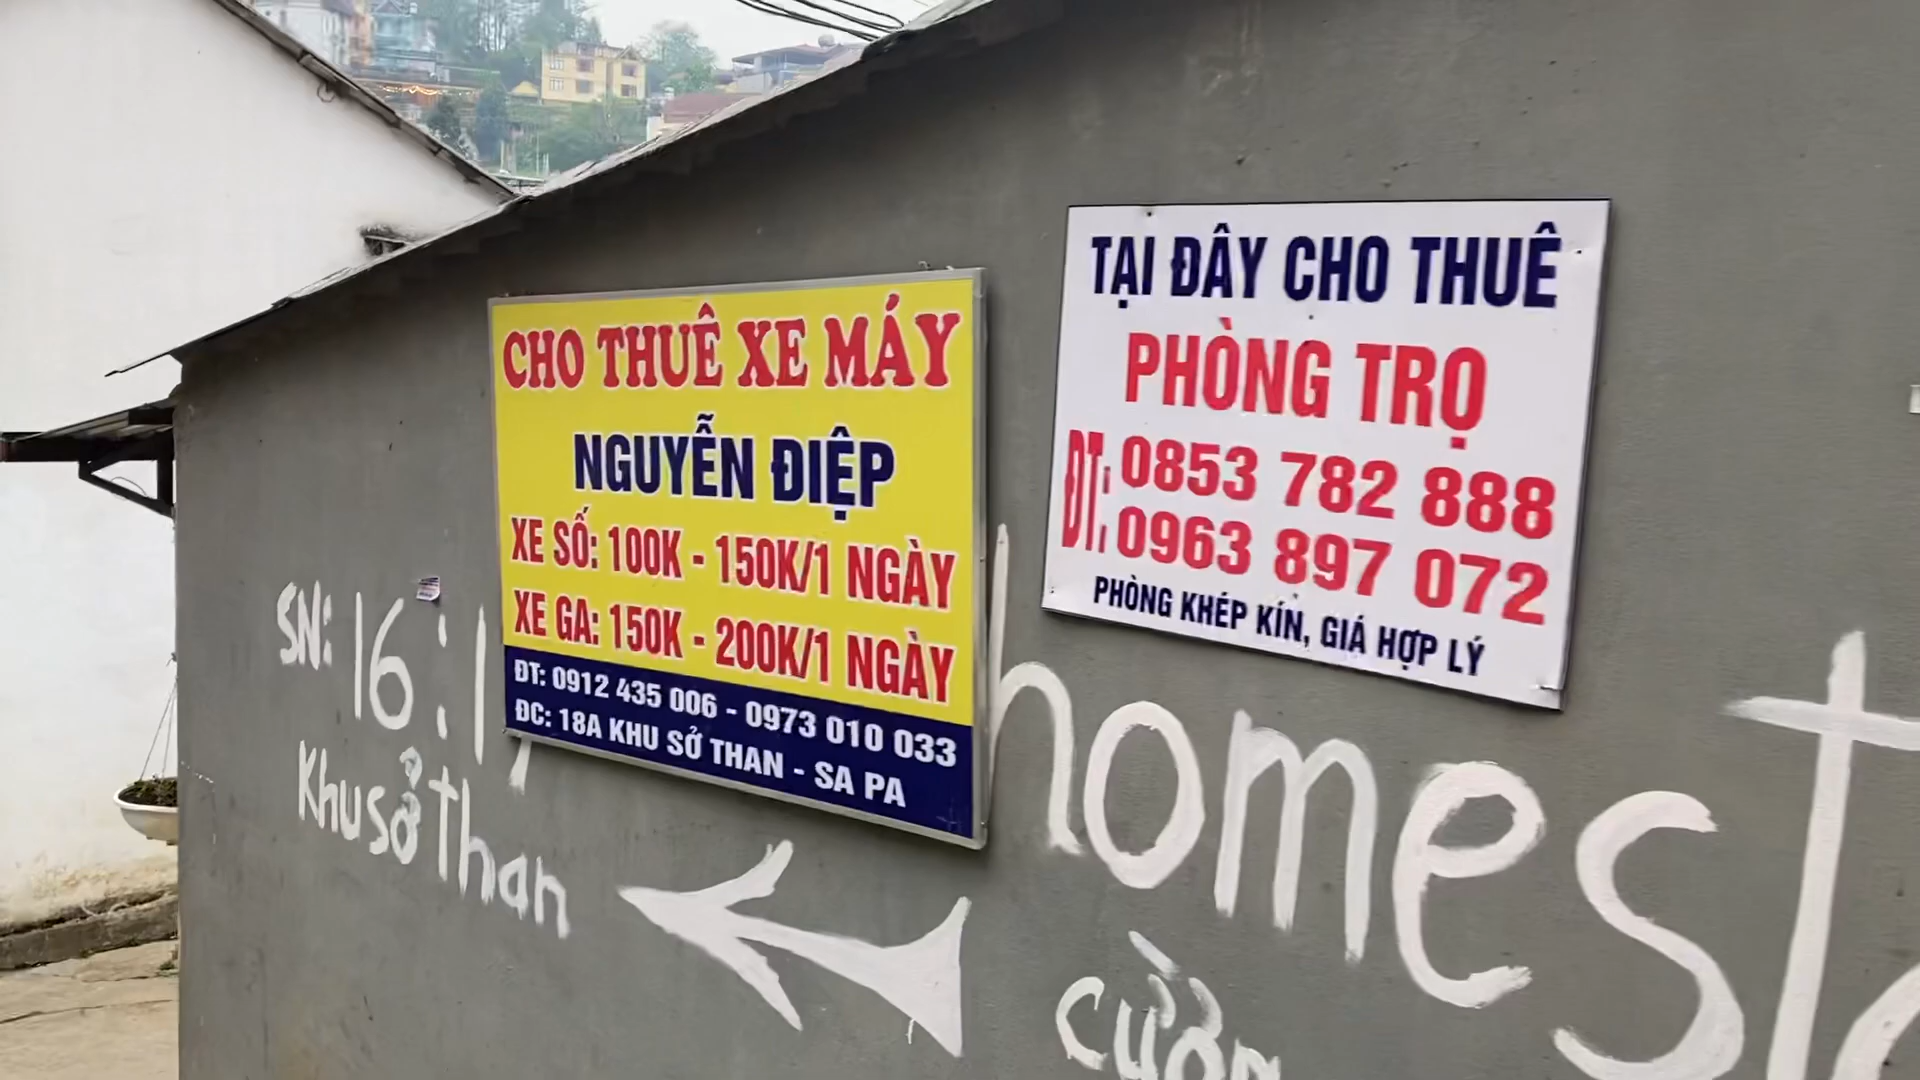 CHO THUÊ XE MÁY
NGUYỄN ĐIỆP
XE SỐ: 100K - 150K/1 NGÀY
XE GA: 150K - 200K/1 NGÀY
ĐT: 0912 435 006 - 0973 010 033
ĐC: 18A KHU SỞ THAN - SA PA
TẠI ĐÂY CHO THUÊ
PHÒNG TRỌ
ĐT: 0853 782 888
ĐT: 0963 897 072
PHÒNG KHÉP KÍN, GIÁ HỢP LÝ
SN: 16
Khu sở Than
homest